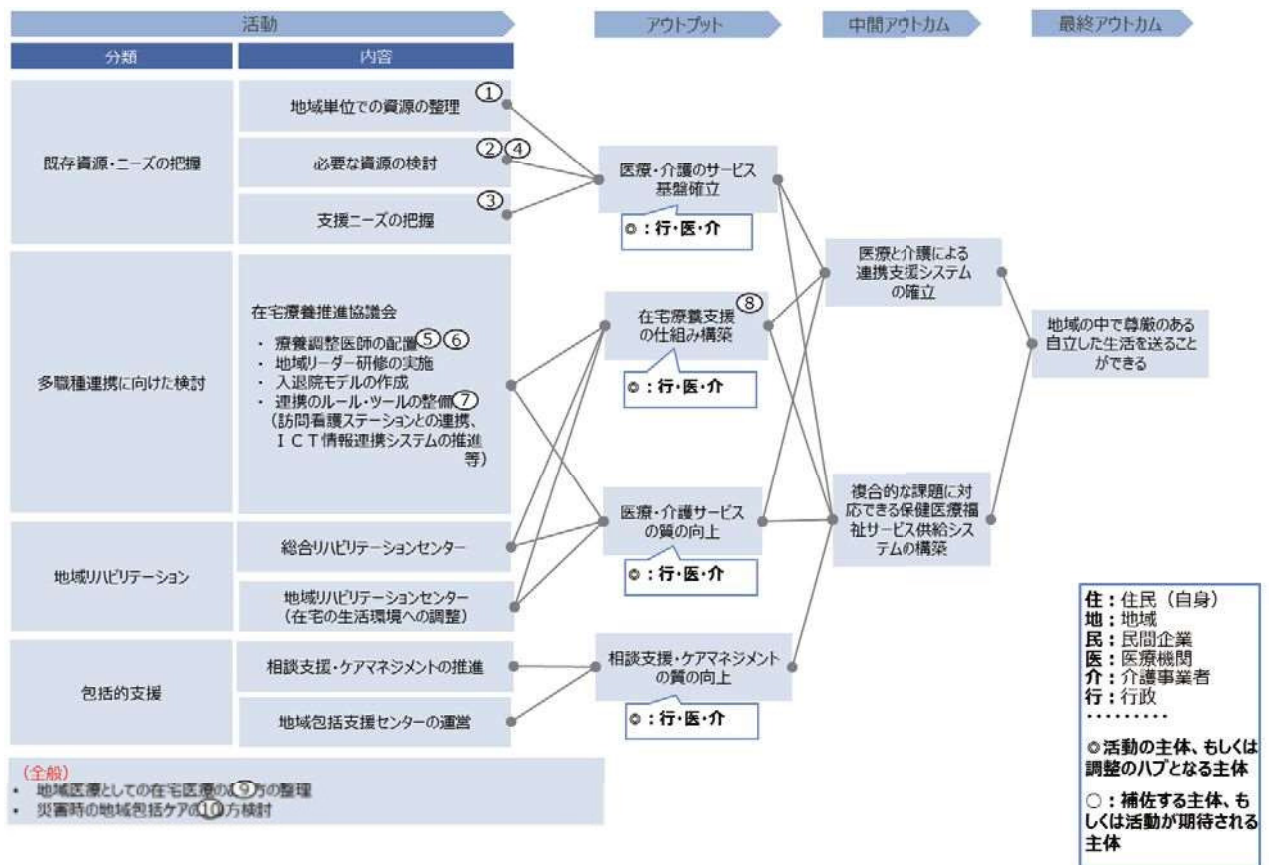 活動
アウトプット
中間アウトカム
最終アウトカム
分類
内容
既存資源・ニーズの把握
地域単位での資源の整理
①
必要な資源の検討
②④
支援ニーズの把握
③
多職種連携に向けた検討
在宅療養推進協議会
・ 療養調整医師の配置⑤⑥
・ 地域リーダー研修の実施
・ 入退院モデルの作成
・ 連携のルール・ツールの整備⑦
（訪問看護ステーションとの連携、
ＩＣＴ情報連携システムの推進
等）
地域リハビリテーション
総合リハビリテーションセンター
地域リハビリテーションセンター
（在宅の生活環境への調整）
包括的支援
相談支援・ケアマネジメントの推進
地域包括支援センターの運営
医療・介護のサービス
基盤確立
◎：行・医・介
在宅療養支援
の仕組み構築
⑧
◎：行・医・介
医療・介護サービス
の質の向上
◎：行・医・介
相談支援・ケアマネジメント
の質の向上
◎：行・医・介
医療と介護による
連携支援システム
の確立
複合的な課題に対
応できる保健医療福
祉サービス供給シス
テムの構築
地域の中で尊厳のある
自立した生活を送ること
ができる
（全般）
• 地域医療としての在宅医療の⑨方の整理
• 災害時の地域包括ケアの⑩方検討
住：住民（自身）
地：地域
民：民間企業
医：医療機関
介：介護事業者
行：行政
・・・・・・・・・
◎活動の主体、もしくは
調整のハブとなる主体
○：補佐する主体、も
しくは活動が期待される
主体